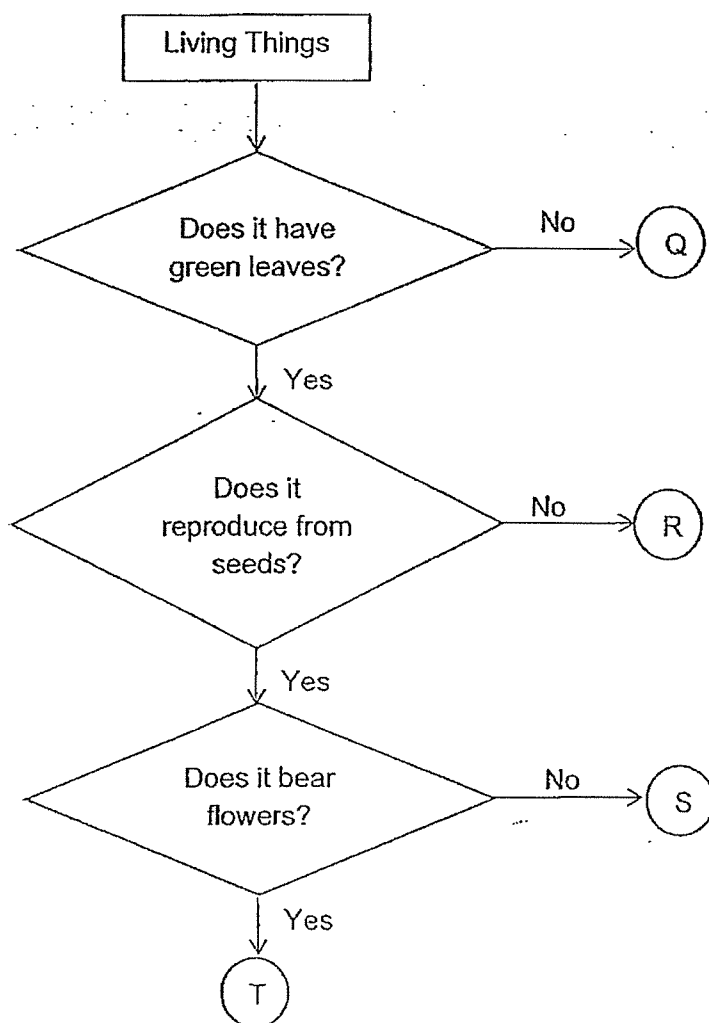 Living Things
Does it have
green leaves?
No
Q
Yes
Does it
reproduce from
seeds?
No
R
Yes
Does it bear
flowers?
No
S
Yes
T